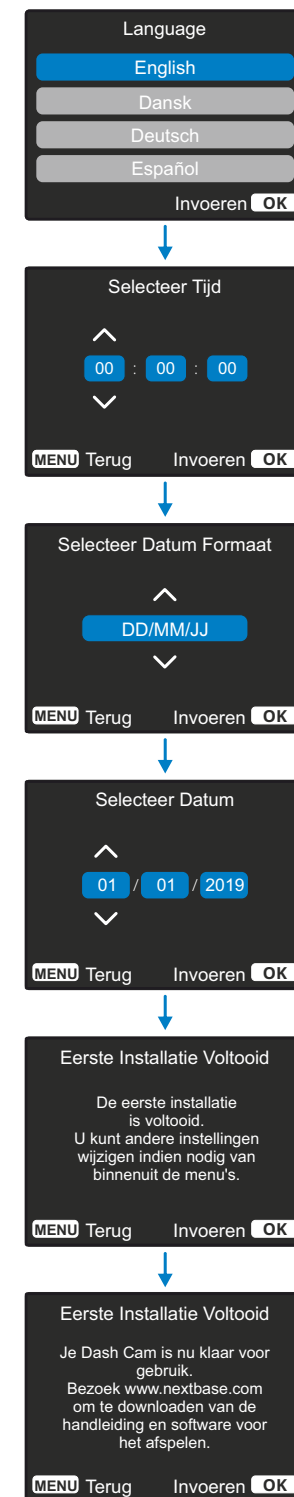 Language
English
Dansk
Deutsch
Español
Invoeren OK
Selecteer Tijd
00 : 00 : 00
MENU Terug Invoeren OK
Selecteer Datum Formaat
DD/MM/JJ
MENU Terug Invoeren OK
Selecteer Datum
01 / 01 / 2019
MENU Terug Invoeren OK
Eerste Installatie Voltooid
De eerste installatie
is voltooid.
U kunt andere instellingen
wijzigen indien nodig van
binnenuit de menu's.
MENU Terug Invoeren OK
Eerste Installatie Voltooid
Je Dash Cam is nu klaar voor
gebruik.
Bezoek www.nextbase.com
om te downloaden van de
handleiding en software voor
het afspelen.
MENU Terug Invoeren OK